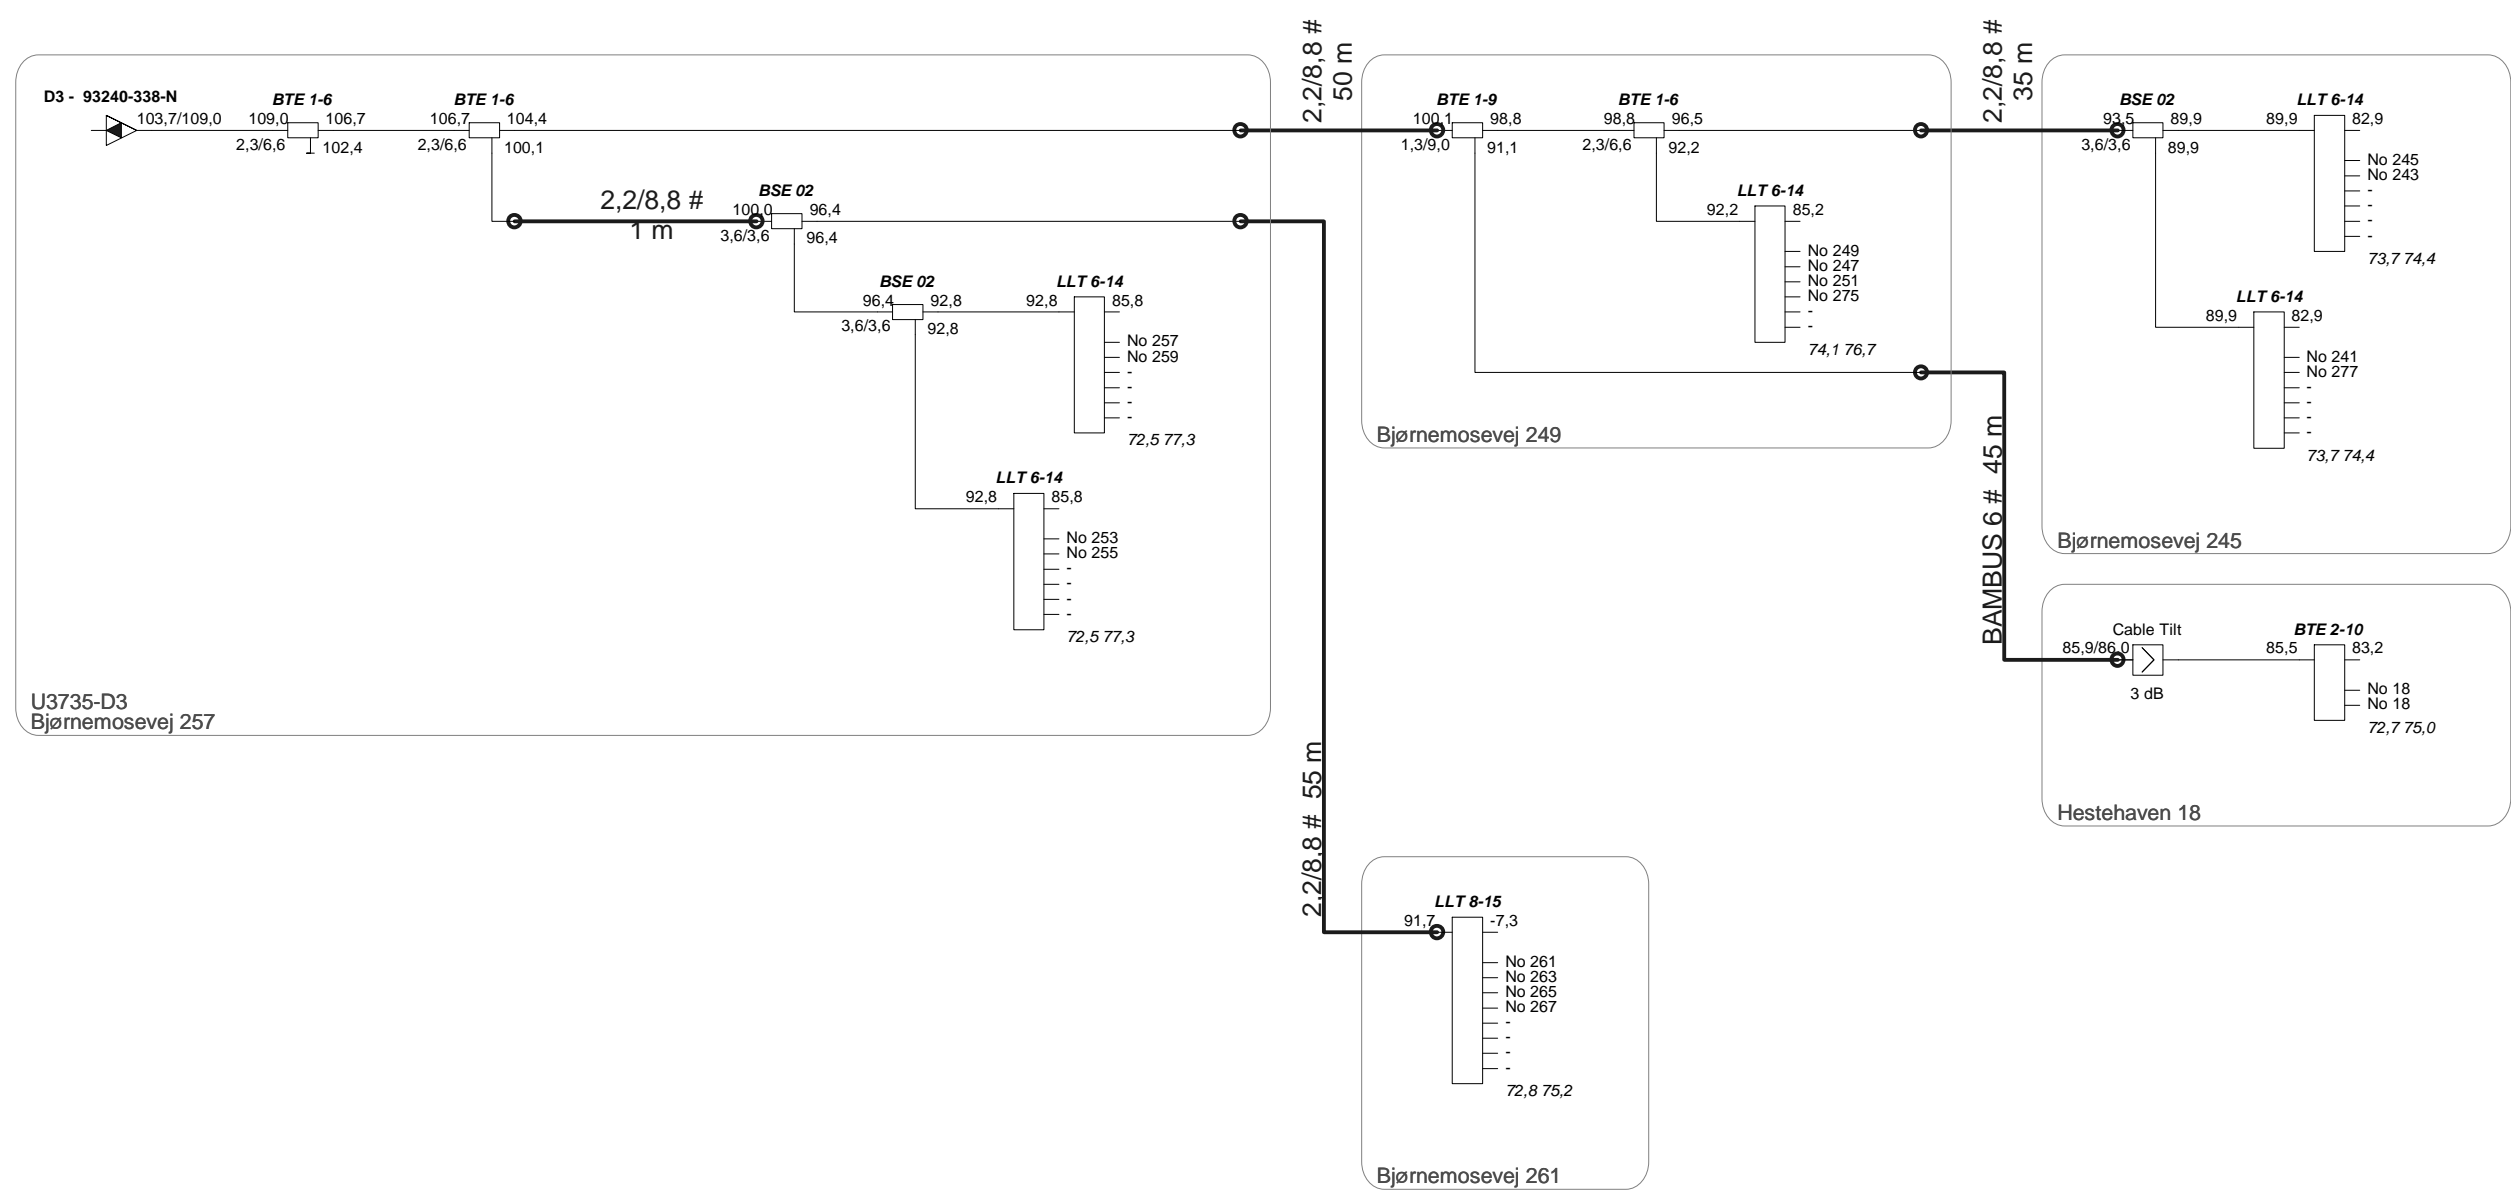 D3 -  93240-338-N
103,7/109,0
BTE 1-6
109,0
106,7
2,3/6,6
102,4
BTE 1-6
106,7
104,4
2,3/6,6
100,1
2,2/8,8 #
1 m
BSE 02
100,0
96,4
3,6/3,6
96,4
BSE 02
96,4
92,8
3,6/3,6
92,8
LLT 6-14
92,8
85,8
No 257
No 259
-
-
-
-
72,5 77,3
LLT 6-14
92,8
85,8
No 253
No 255
-
-
-
-
72,5 77,3
U3735-D3
Bjørnemosevej 257
2,2/8,8 #
50 m
BTE 1-9
100,1
98,8
1,3/9,0
91,1
BTE 1-6
98,8
96,5
2,3/6,6
92,2
LLT 6-14
92,2
85,2
No 249
No 247
No 251
No 275
-
-
74,1 76,7
Bjørnemosevej 249
2,2/8,8 #
35 m
BSE 02
93,5
89,9
3,6/3,6
89,9
LLT 6-14
89,9
82,9
No 245
No 243
-
-
-
-
73,7 74,4
LLT 6-14
89,9
82,9
No 241
No 277
-
-
-
-
73,7 74,4
Bjørnemosevej 245
BAMBUS 6 #  45 m
Cable Tilt
85,9/86,0
3 dB
BTE 2-10
85,5
83,2
No 18
No 18
72,7 75,0
Hestehaven 18
2,2/8,8 #  55 m
LLT 8-15
91,7
-7,3
No 261
No 263
No 265
No 267
-
-
-
-
72,8 75,2
Bjørnemosevej 261